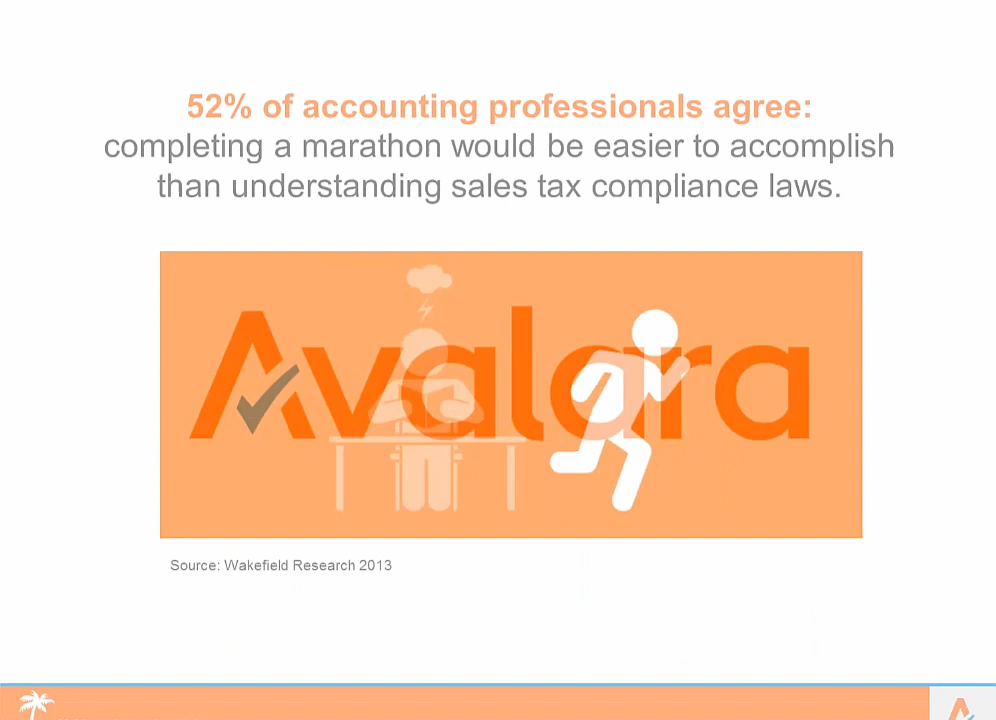 52% of accounting professionals agree:
completing a marathon would be easier to accomplish
than understanding sales tax compliance laws.
Avalara
Source: Wakefield Research 2013